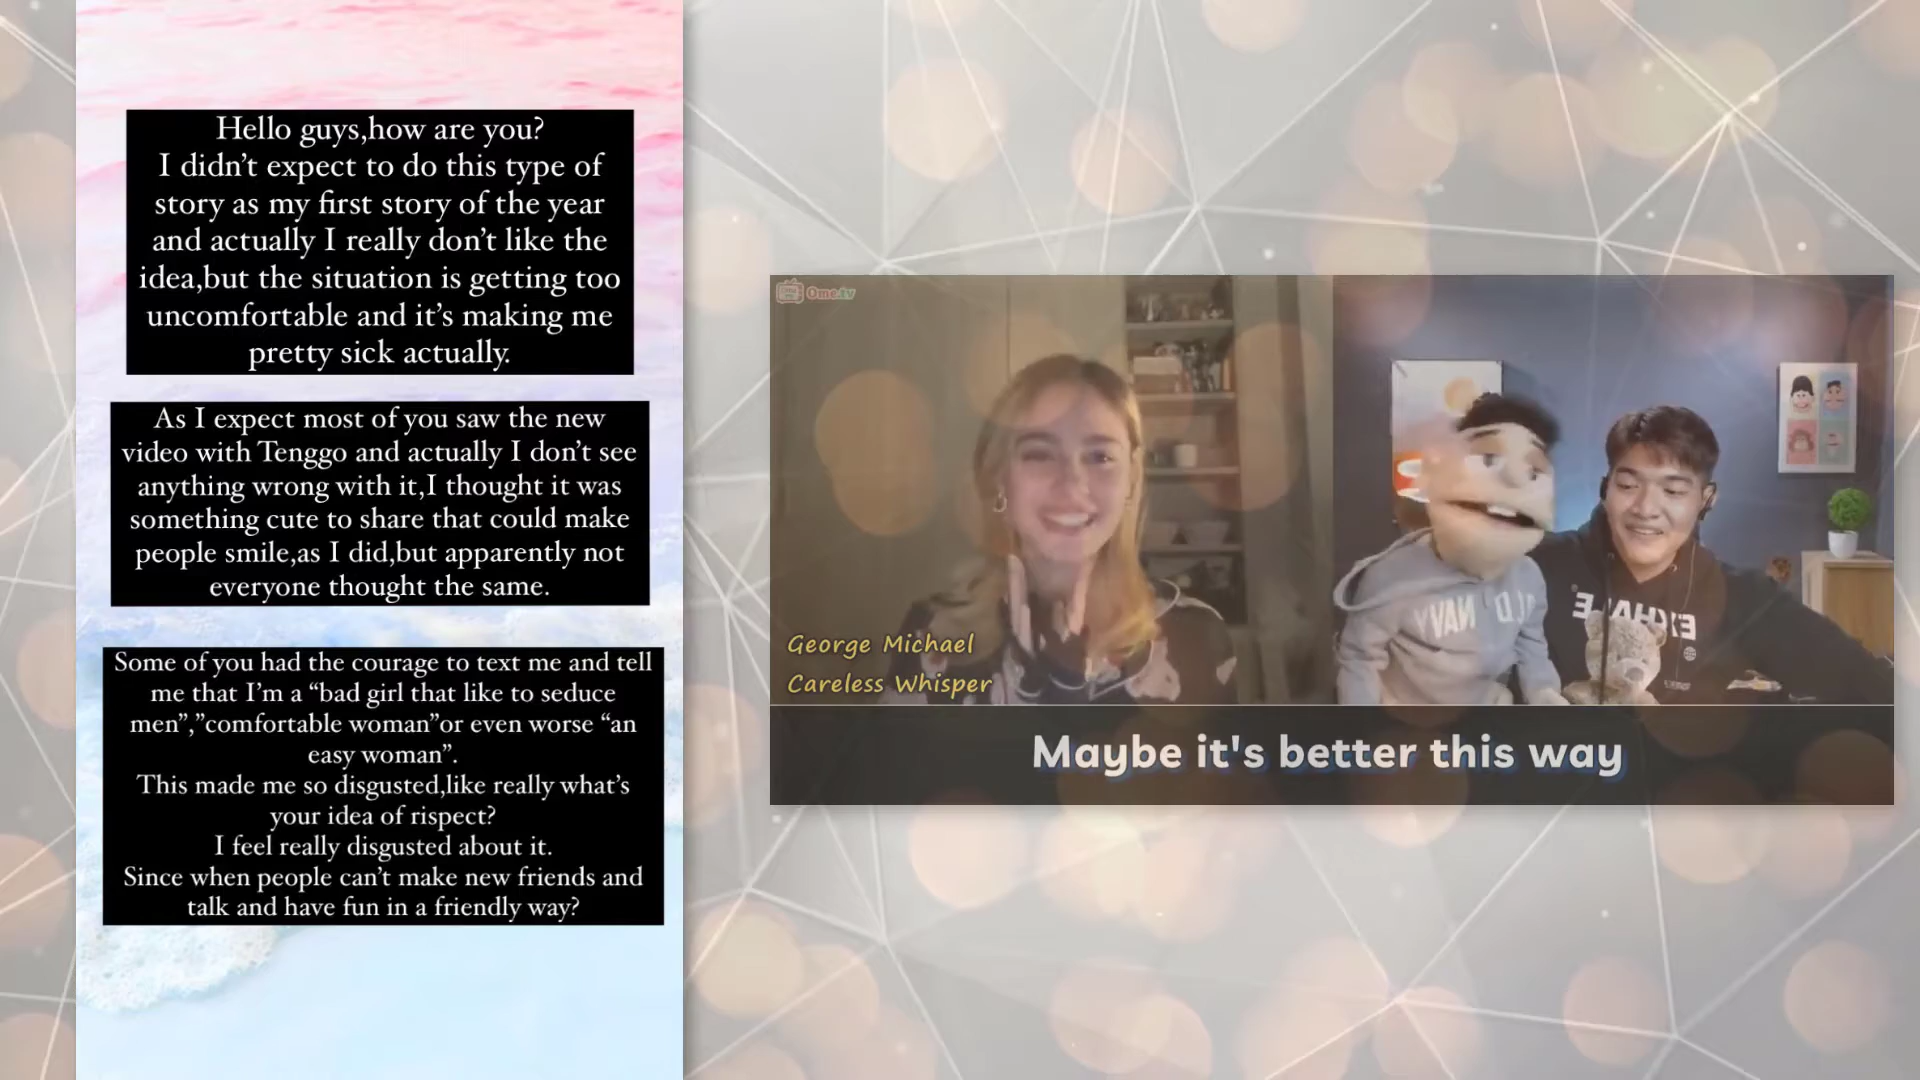 Hello guys,how are you?
I didn't expect to do this type of
story as my first story of the year
and actually I really don't like the
idea,but the situation is getting too
uncomfortable and it's making me
pretty sick actually.
As I expect most of you saw the new
video with Tenggo and actually I don't see
anything wrong with it,I thought it was
something cute to share that could make
people smile,as I did,but apparently not
everyone thought the same.
Some of you had the courage to text me and tell
me that I'm a “bad girl that like to seduce
men”,”comfortable woman”or even worse “an
easy woman”.
This made me so disgusted,like really what's
your idea of rispect?
I feel really disgusted about it.
Since when people can't make new friends and
talk and have fun in a friendly way?
Ome.tv
George Michael
Careless Whisper
OLD NAVY
EXHALE
Maybe it's better this way